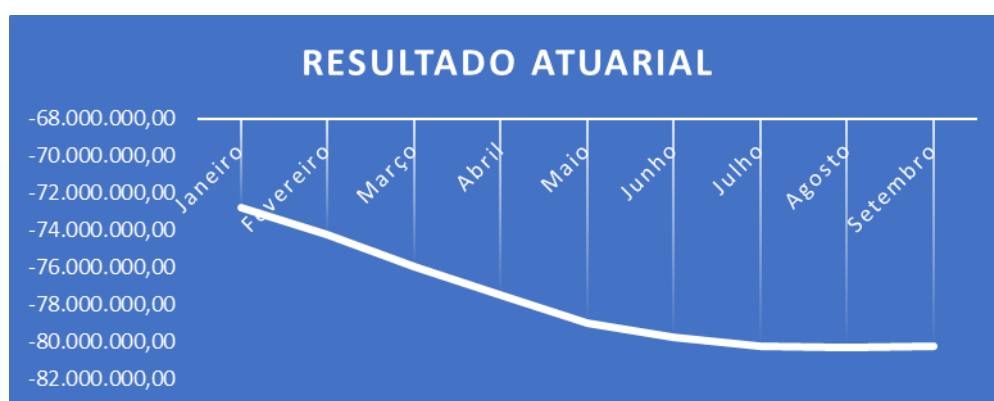 RESULTADO ATUARIAL
-68.000.000,00
-70.000.000,00
-72.000.000,00
-74.000.000,00
-76.000.000,00
-78.000.000,00
-80.000.000,00
-82.000.000,00
Janeiro
Fevereiro
Março
Abril
Maio
Junho
Julho
Agosto
Setembro